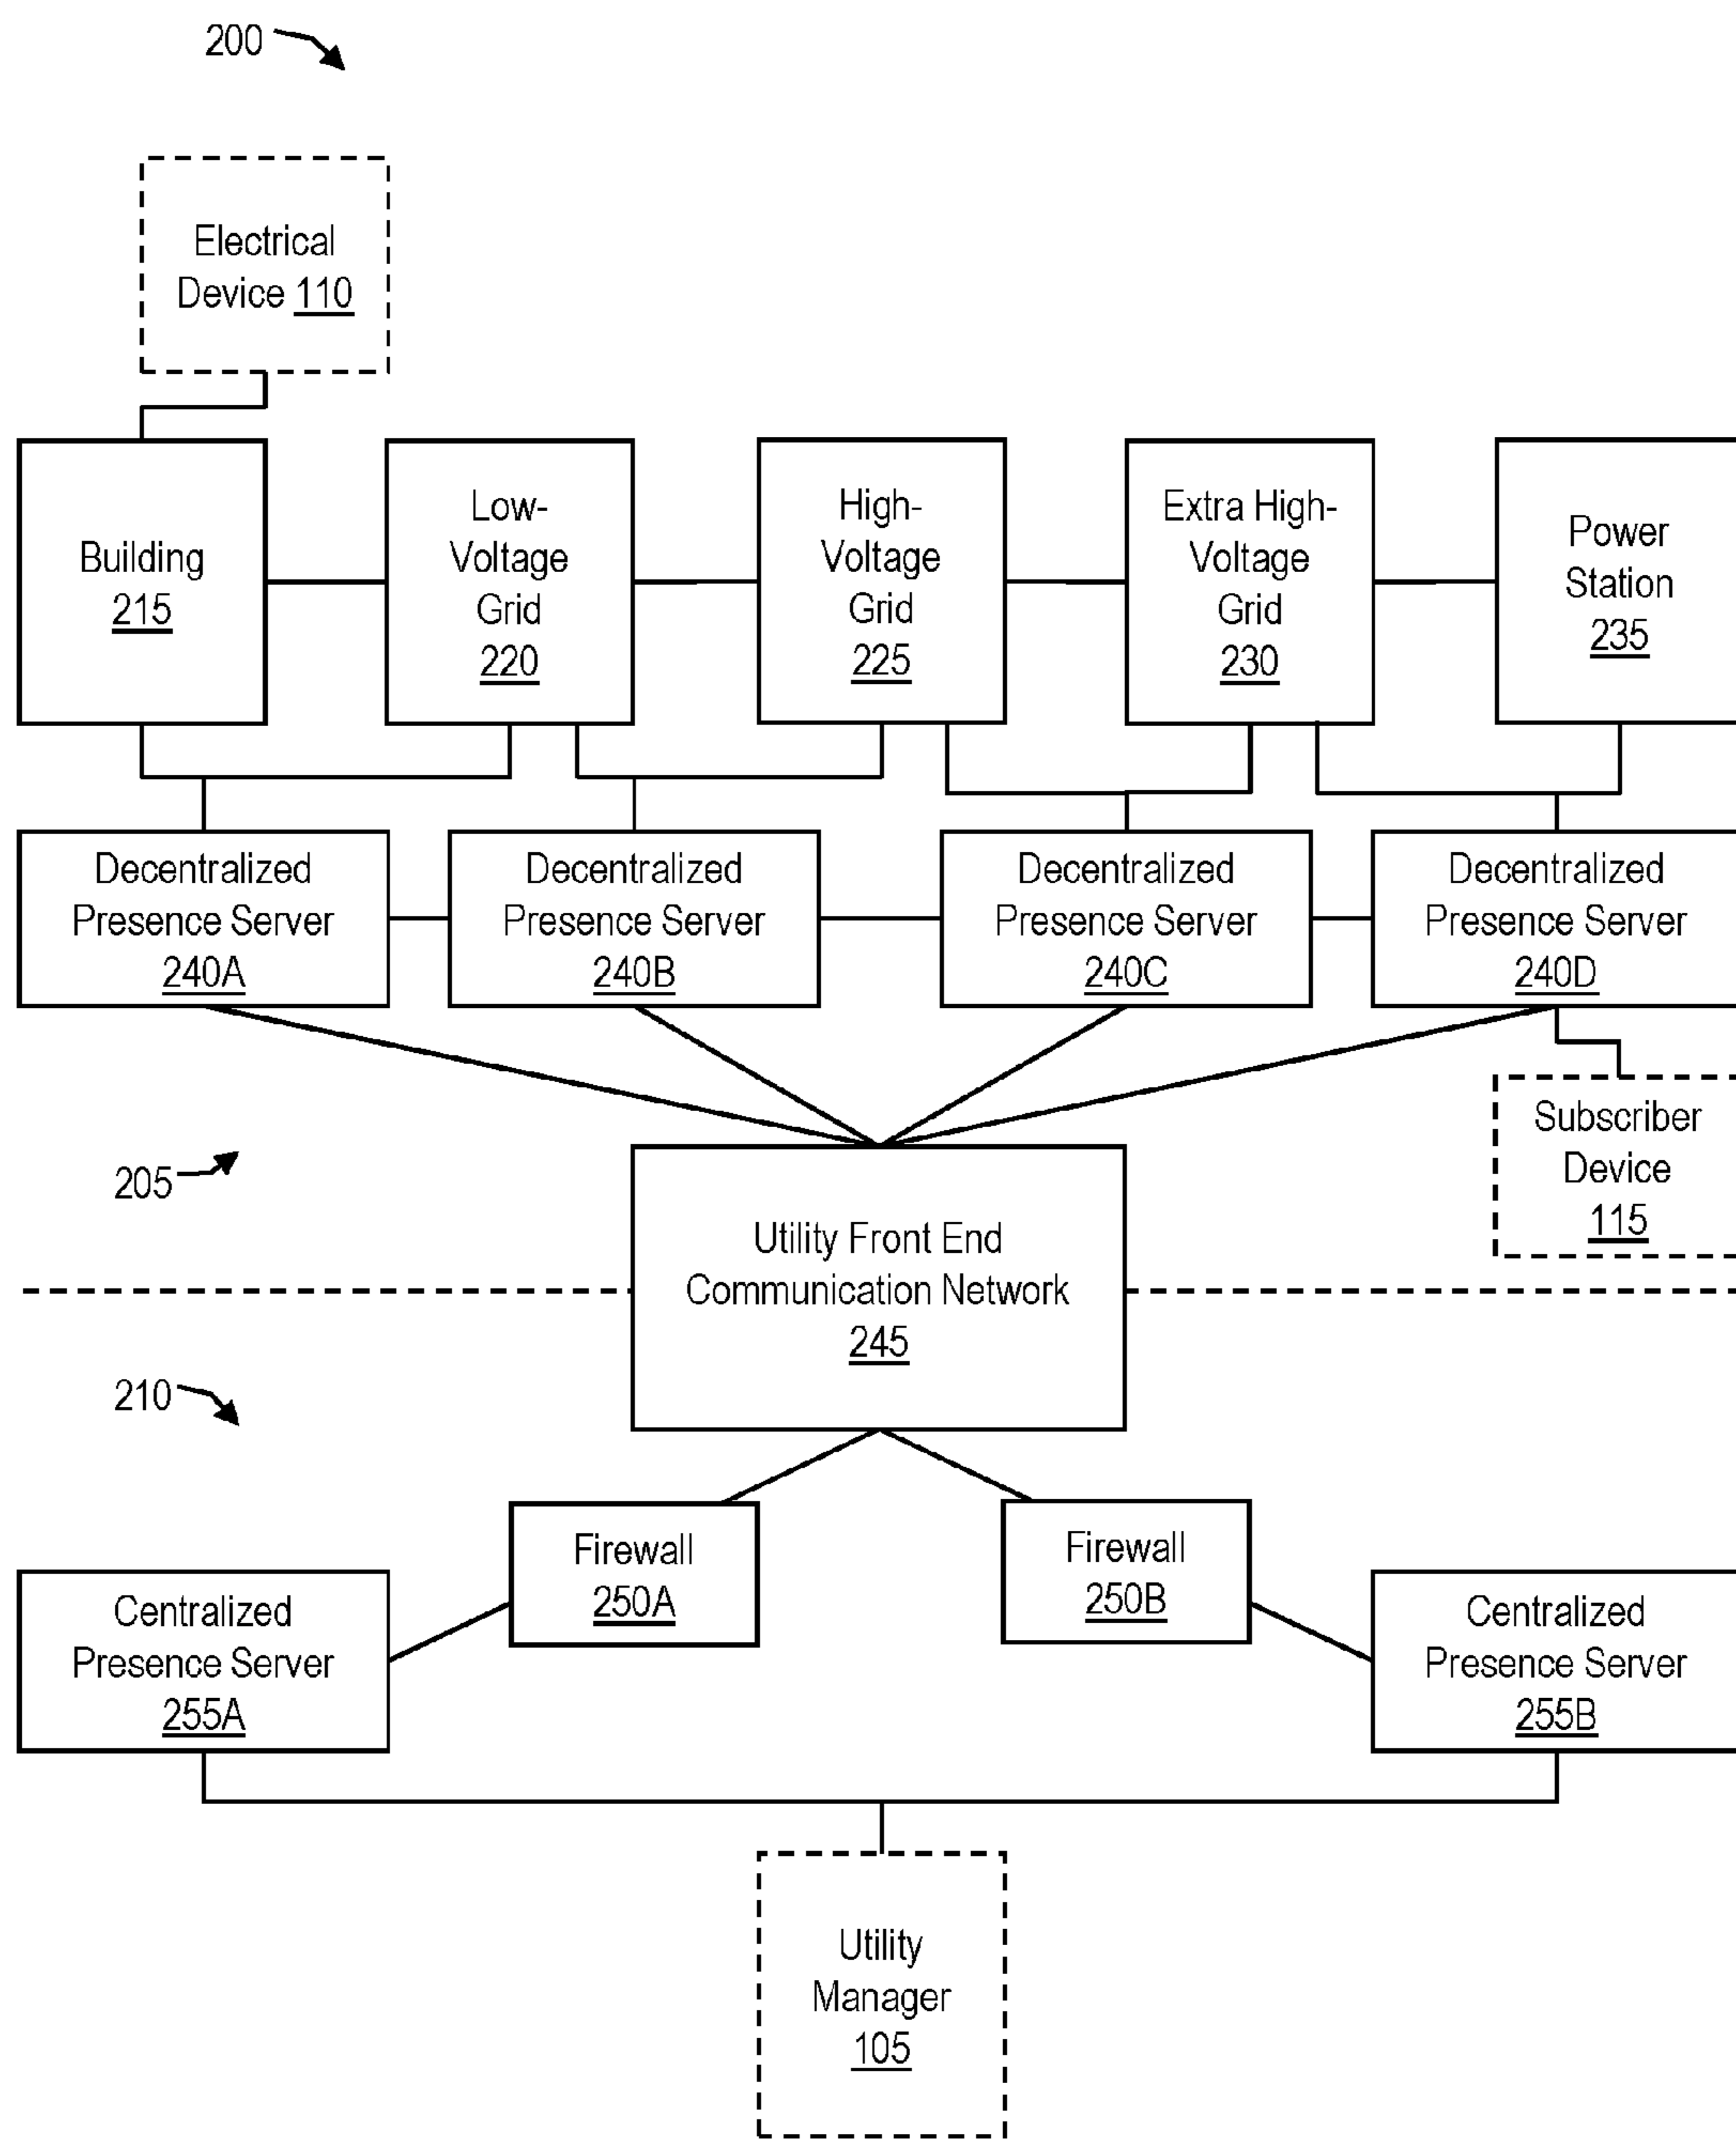 200
Electrical
Device 110
Building
215
Low-
Voltage
Grid
220
High-
Voltage
Grid
225
Extra High-
Voltage
Grid
230
Power
Station
235
Decentralized
Presence Server
240A
Decentralized
Presence Server
240B
Decentralized
Presence Server
240C
Decentralized
Presence Server
240D
205
Subscriber
Device
115
Utility Front End
Communication Network
245
210
Firewall
250A
Firewall
250B
Centralized
Presence Server
255A
Centralized
Presence Server
255B
Utility
Manager
105